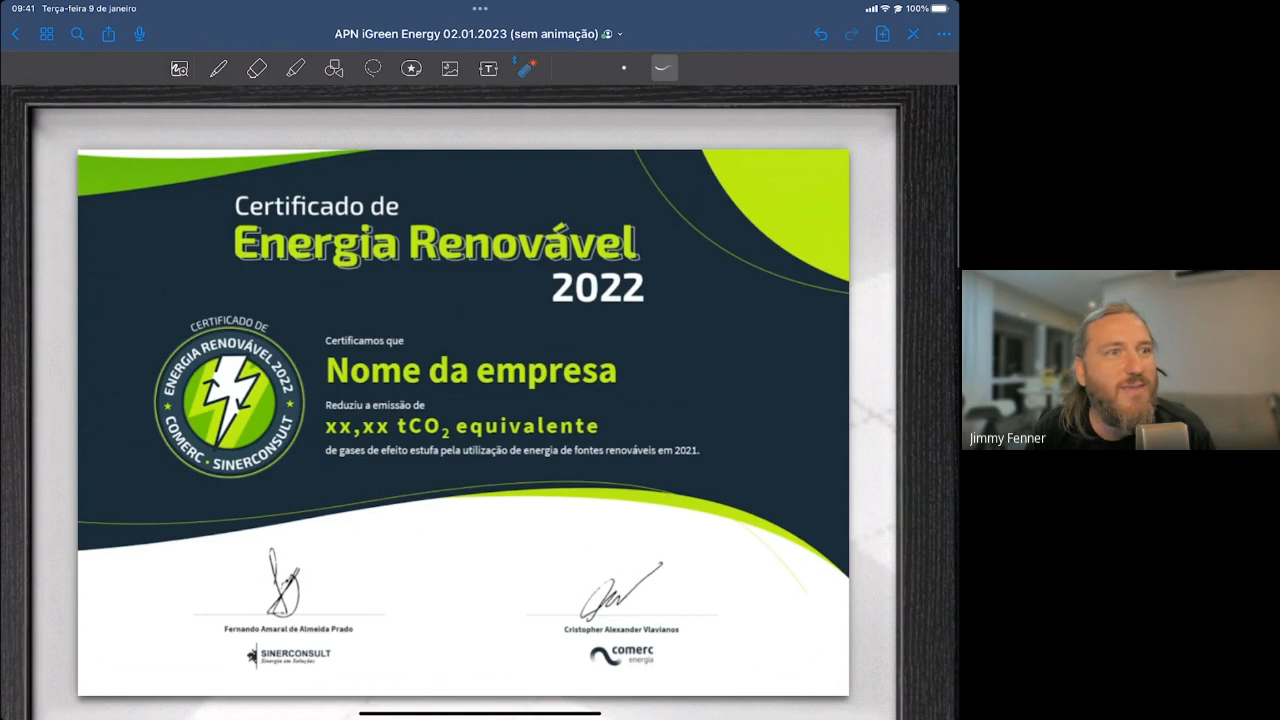 09:41 Terça-feira 9 de janeiro
100%
APN iGreen Energy 02.01.2023 (sem animação)
Certificado de
Energia Renovável
2022
CERTIFICADO DE
ENERGIA RENOVÁVEL 2022
COMERC • SINERCONSULT
Certificamos que
Nome da empresa
Reduziu a emissão de
xx,xx tCO₂ equivalente
de gases de efeito estufa pela utilização de energia de fontes renováveis em 2021.
Fernando Amaral de Almeida Prado
SINERCONSULT
Sinergia em Soluções
Cristopher Alexander Vlavianos
comerc
energia
Jimmy Fenner